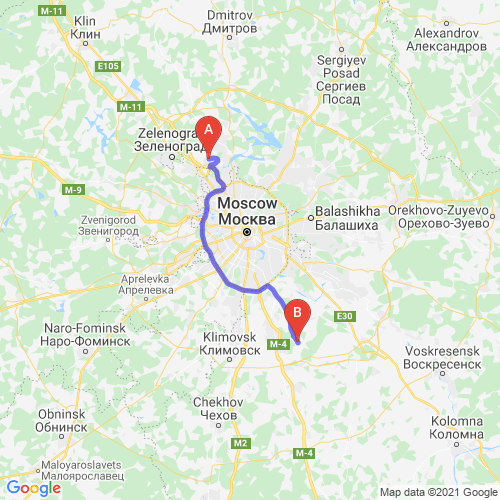 M-11
Klin
Клин
Dmitrov
Дмитров
Alexandrov
Александров
E105
M-11
Sergiyev
Posad
Сергиев
Посад
Zelenogra
Зеленоград
A
M-9
Moscow
Москва
Balashikha
Балашиха
Orekhovo-Zuyevo
Орехово-Зуево
Zvenigorod
Звенигород
Aprelevka
Апрелевка
B
E30
Naro-Fominsk
Наро-Фоминск
Klimovsk
Климовск
M-4
Voskresensk
Воскресенск
Chekhov
Чехов
Obninsk
Обнинск
M2
Kolomna
Коломна
M-4
Maloyaroslavets
Малоярославец
Google
Map data ©2021 Google